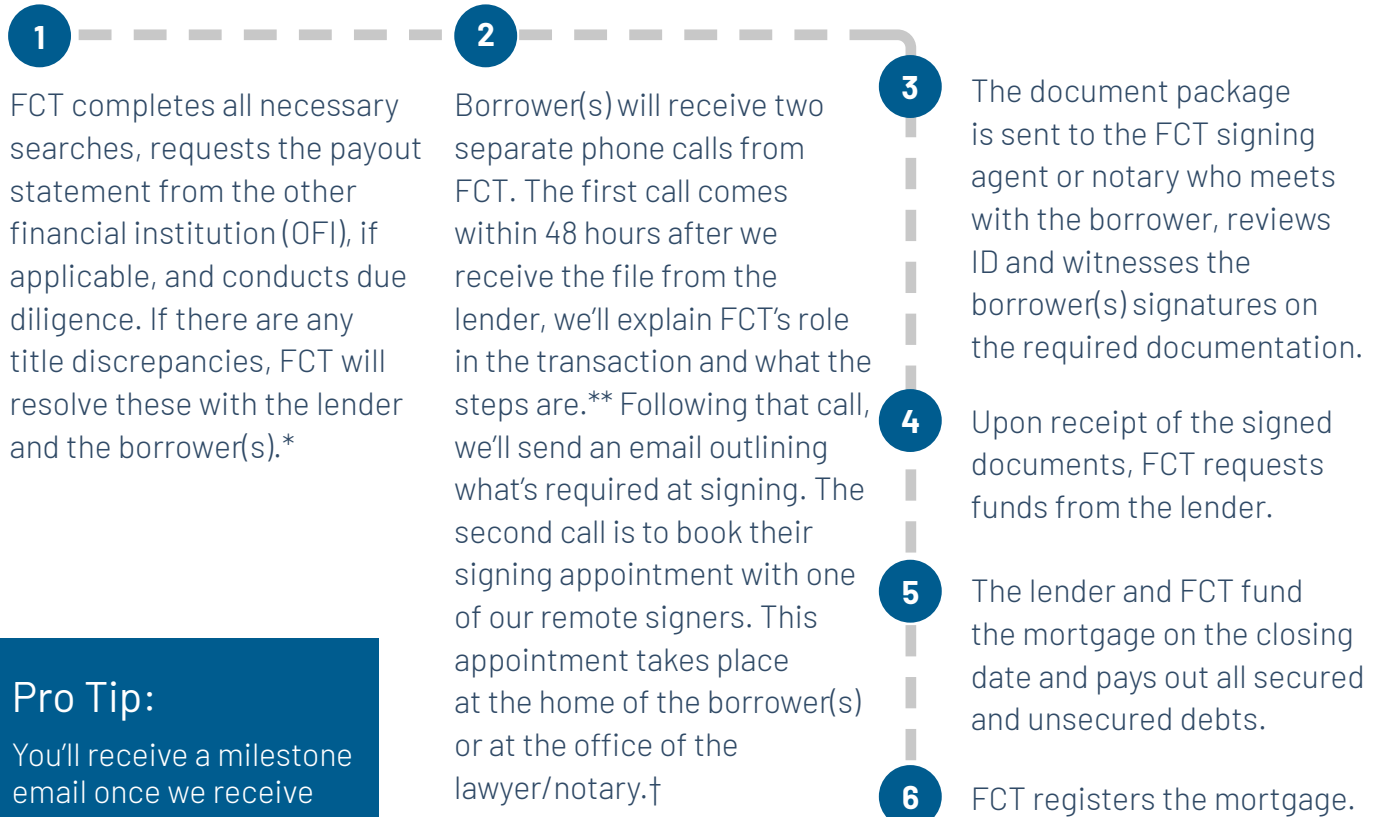 1
FCT completes all necessary
searches, requests the payout
statement from the other
financial institution (OFI), if
applicable, and conducts due
diligence. If there are any
title discrepancies, FCT will
resolve these with the lender
and the borrower(s).*
Pro Tip:
You'll receive a milestone
email once we receive
2
Borrower(s) will receive two
separate phone calls from
FCT. The first call comes
within 48 hours after we
receive the file from the
lender, we'll explain FCT's role
in the transaction and what the
steps are.** Following that call,
we'll send an email outlining
what's required at signing. The
second call is to book their
signing appointment with one
of our remote signers. This
appointment takes place
at the home of the borrower(s)
or at the office of the
lawyer/notary.†
3
The document package
is sent to the FCT signing
agent or notary who meets
with the borrower, reviews
ID and witnesses the
borrower(s) signatures on
the required documentation.
4
Upon receipt of the signed
documents, FCT requests
funds from the lender.
5
The lender and FCT fund
the mortgage on the closing
date and pays out all secured
and unsecured debts.
6
FCT registers the mortgage.